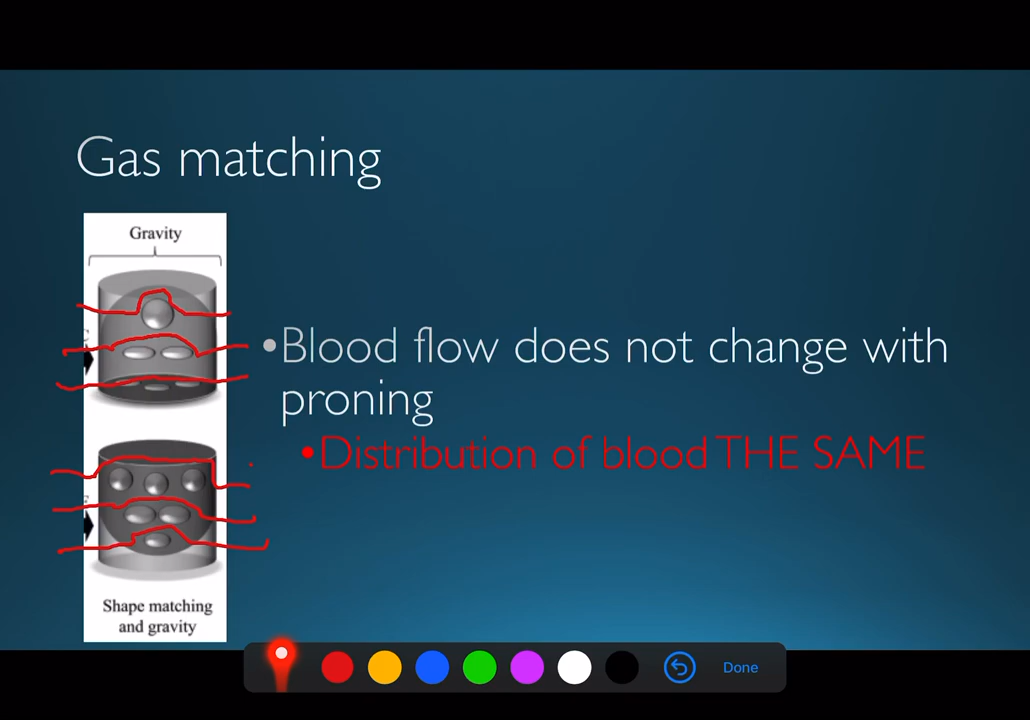 Gas matching
Gravity
•Blood flow does not change with
proning
•Distribution of blood THE SAME
Shape matching
and gravity
Done